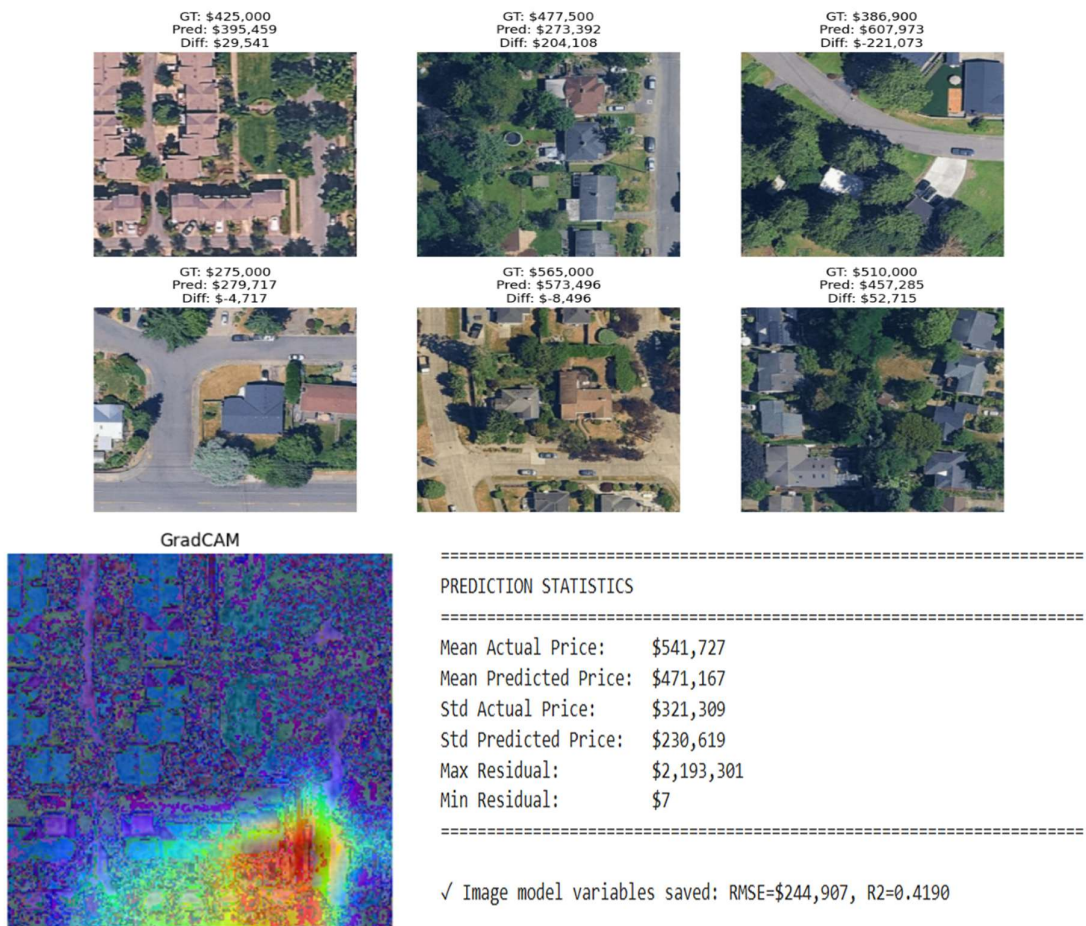 GT: $425,000
Pred: $395,459
Diff: $29,541
GT: $477,500
Pred: $273,392
Diff: $204,108
GT: $386,900
Pred: $607,973
Diff: $-221,073
GT: $275,000
Pred: $279,717
Diff: $-4,717
GT: $565,000
Pred: $573,496
Diff: $-8,496
GT: $510,000
Pred: $457,285
Diff: $52,715
GradCAM
======================================================================
PREDICTION STATISTICS
======================================================================
Mean Actual Price: $541,727
Mean Predicted Price: $471,167
Std Actual Price: $321,309
Std Predicted Price: $230,619
Max Residual: $2,193,301
Min Residual: $7
======================================================================
√ Image model variables saved: RMSE=$244,907, R2=0.4190